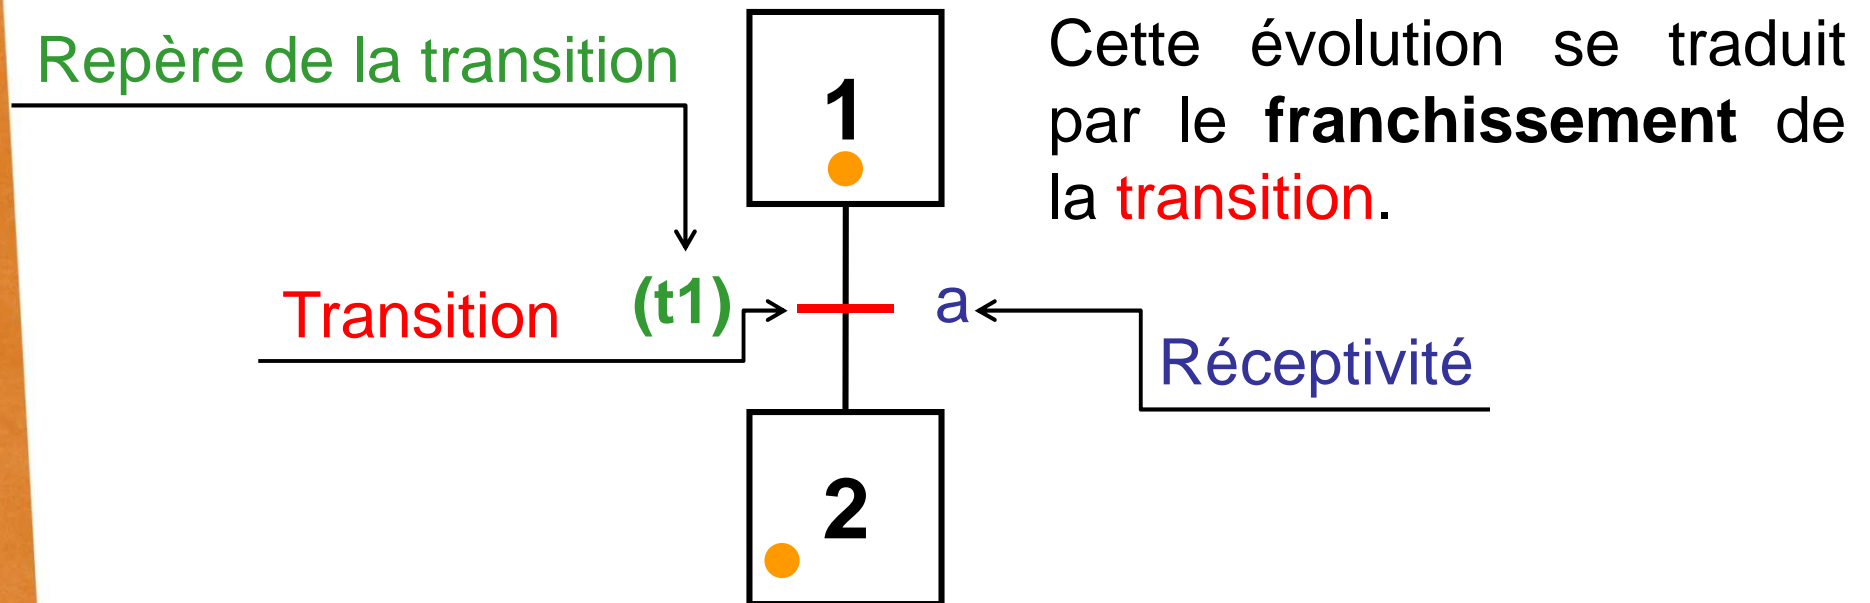 Repère de la transition
1
Cette évolution se traduit
par le franchissement de
la transition.
Transition
(t1)
a
Réceptivité
2